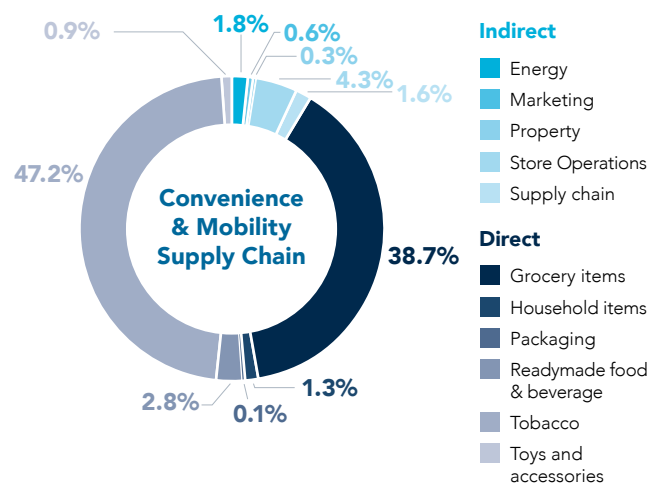 0.9%
1.8%
0.6%
0.3%
4.3%
1.6%
47.2%
38.7%
2.8%
0.1%
1.3%
Convenience
& Mobility
Supply Chain
Indirect
Energy
Marketing
Property
Store Operations
Supply chain
Direct
Grocery items
Household items
Packaging
Readymade food
& beverage
Tobacco
Toys and
accessories